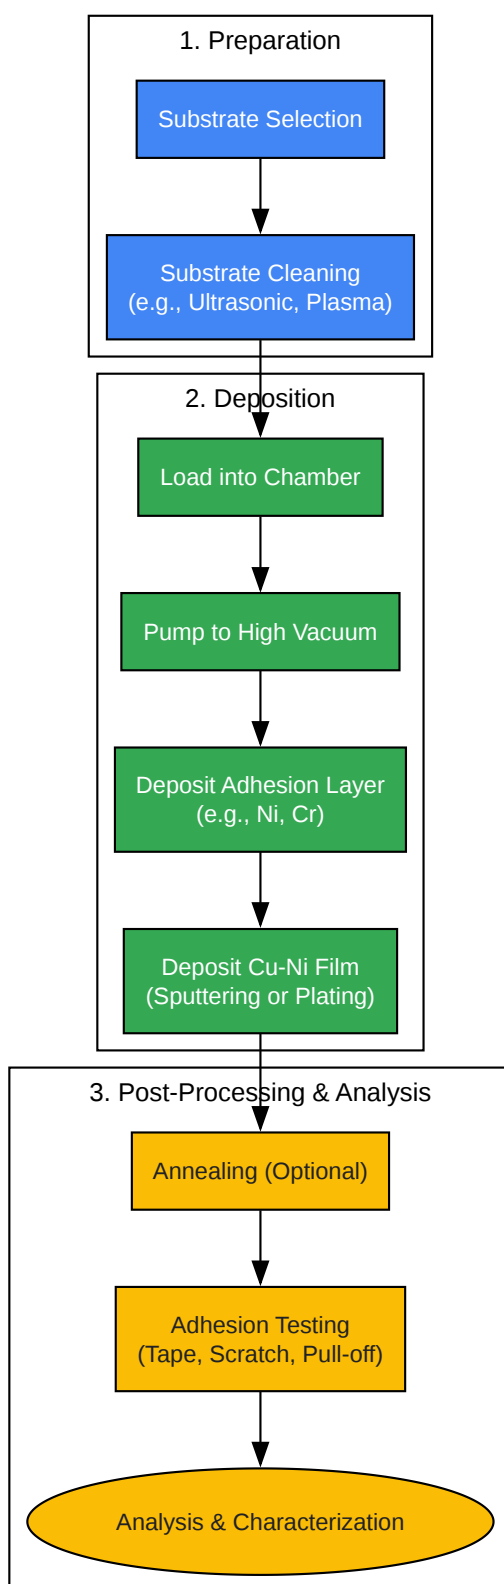 1. Preparation
Substrate Selection
Substrate Cleaning
(e.g., Ultrasonic, Plasma)
2. Deposition
Load into Chamber
Pump to High Vacuum
Deposit Adhesion Layer
(e.g., Ni, Cr)
Deposit Cu-Ni Film
(Sputtering or Plating)
3. Post-Processing & Analysis
Annealing (Optional)
Adhesion Testing
(Tape, Scratch, Pull-off)
Analysis & Characterization